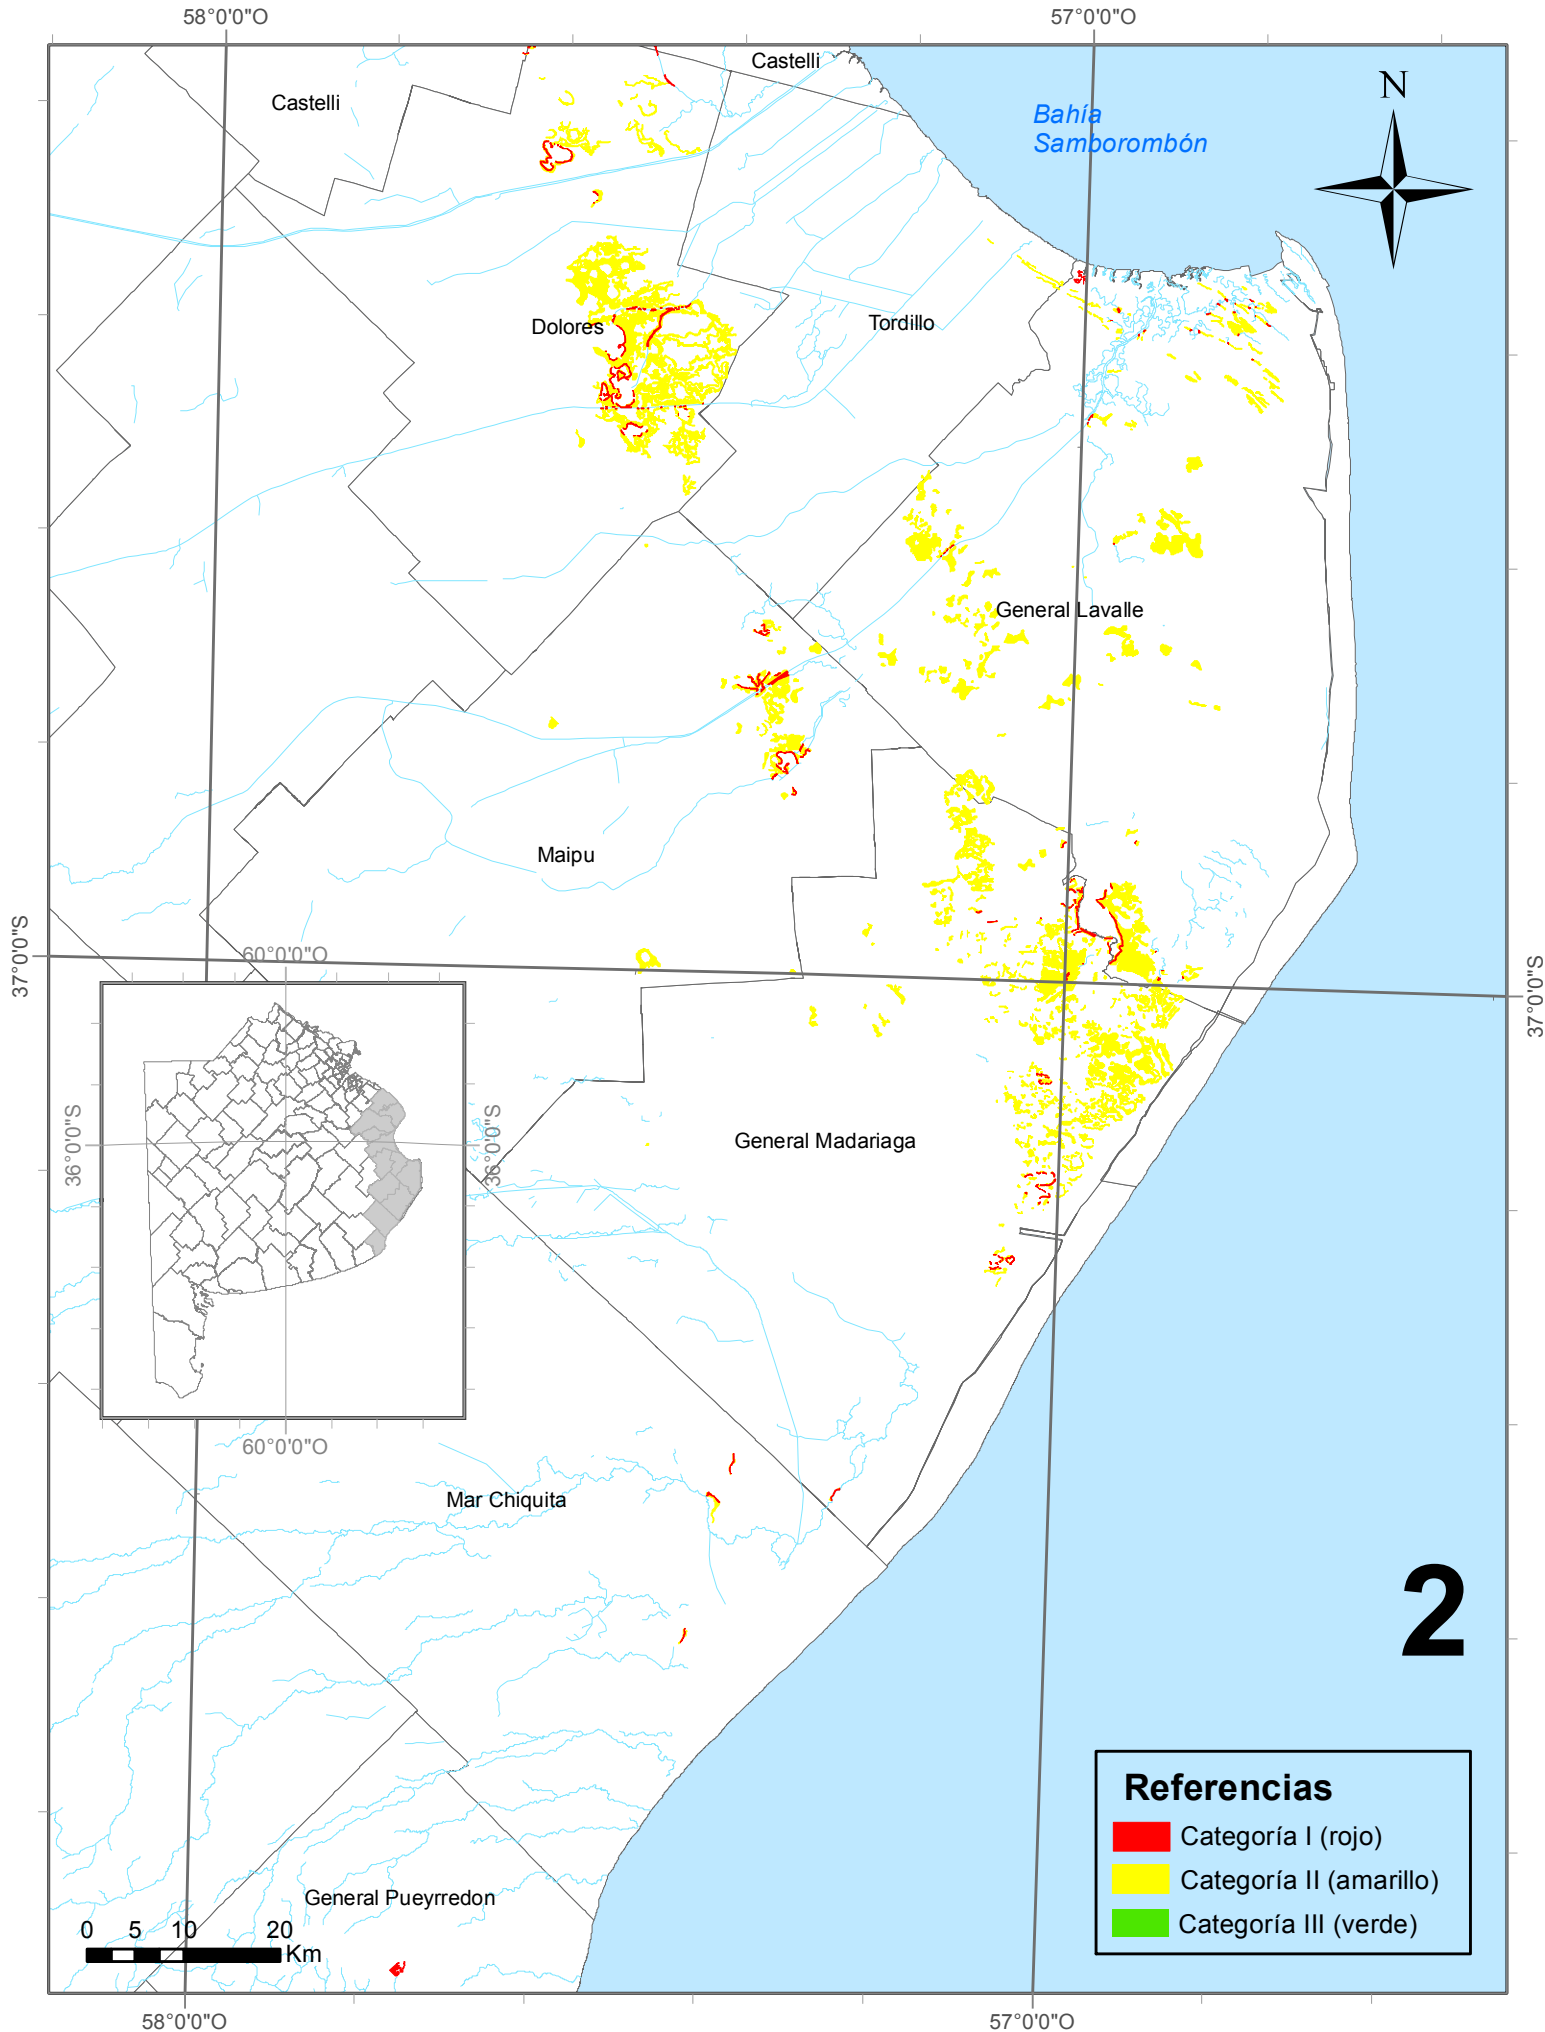 58°0'0"O
57°0'0"O
Castelli
Castelli
Bahía
Samborombón
N
Dolores
Tordillo
General Lavalle
Maipu
37°0'0"S
60°0'0"O
37°0'0"S
36°0'0"S
36°0'0"S
General Madariaga
60°0'0"O
Mar Chiquita
2
Referencias
Categoría I (rojo)
Categoría II (amarillo)
Categoría III (verde)
General Pueyrredon
0 5 10 20
Km
58°0'0"O
57°0'0"O